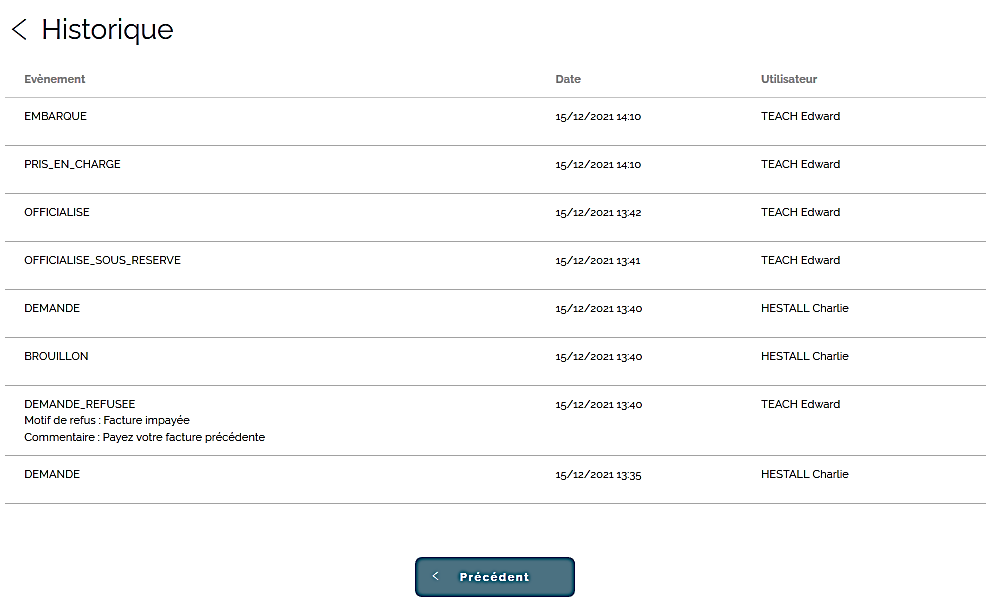 Historique
Evènement Date Utilisateur
EMBARQUE 15/12/2021 14:10 TEACH Edward
PRIS_EN_CHARGE 15/12/2021 14:10 TEACH Edward
OFFICIALISE 15/12/2021 13:42 TEACH Edward
OFFICIALISE_SOUS_RESERVE 15/12/2021 13:41 TEACH Edward
DEMANDE 15/12/2021 13:40 HESTALL Charlie
BROUILLON 15/12/2021 13:40 HESTALL Charlie
DEMANDE_REFUSEE 15/12/2021 13:40 TEACH Edward
Motif de refus : Facture impayée
Commentaire : Payez votre facture précédente
DEMANDE 15/12/2021 13:35 HESTALL Charlie
Précédent